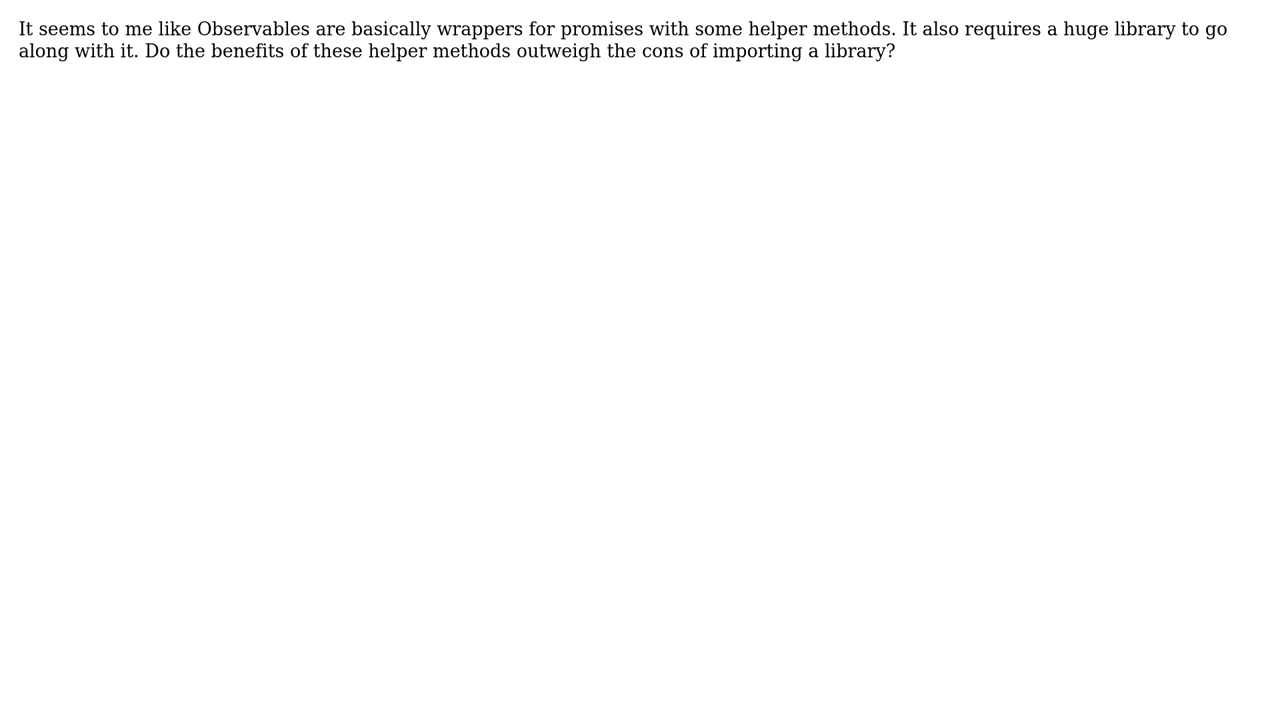 It seems to me like Observables are basically wrappers for promises with some helper methods. It also requires a huge library to go
along with it. Do the benefits of these helper methods outweigh the cons of importing a library?